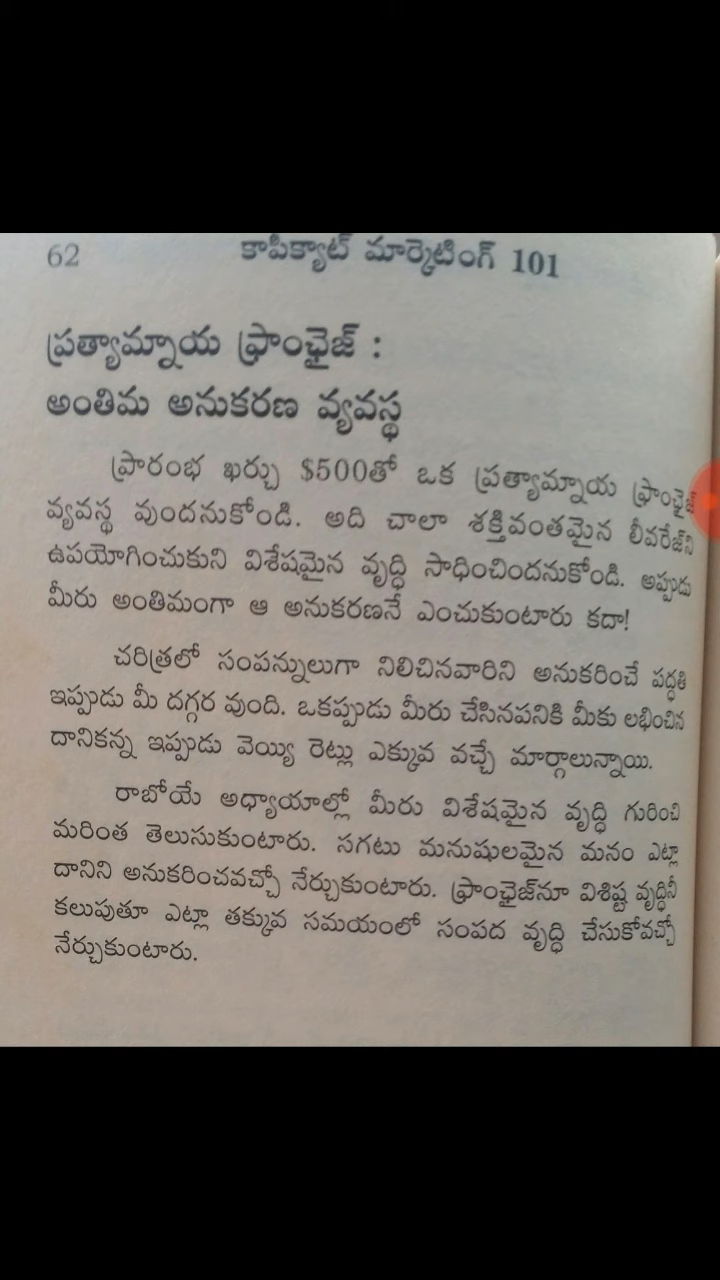 62 కాపీక్యాట్ మార్కెటింగ్ 101
ప్రత్యామ్నాయ ఫ్రాంఛైజ్ :
అంతిమ అనుకరణ వ్యవస్థ
ప్రారంభ ఖర్చు $500తో ఒక ప్రత్యామ్నాయ ఫ్రాంఛైజ్
వ్యవస్థ వుందనుకోండి. అది చాలా శక్తివంతమైన లీవరేజ్‌ని
ఉపయోగించుకుని విశేషమైన వృద్ధి సాధించిందనుకోండి. అప్పుడు
మీరు అంతిమంగా ఆ అనుకరణనే ఎంచుకుంటారు కదా!
చరిత్రలో సంపన్నులుగా నిలిచినవారిని అనుకరించే పద్ధతి
ఇప్పుడు మీ దగ్గర వుంది. ఒకప్పుడు మీరు చేసినపనికి మీకు లభించిన
దానికన్న ఇప్పుడు వెయ్యి రెట్లు ఎక్కువ వచ్చే మార్గాలున్నాయి.
రాబోయే అధ్యాయాల్లో మీరు విశేషమైన వృద్ధి గురించి
మరింత తెలుసుకుంటారు. సగటు మనుషులమైన మనం ఎట్లా
దానిని అనుకరించవచ్చో నేర్చుకుంటారు. ఫ్రాంఛైజ్‌నూ విశిష్ట వృద్ధినీ
కలుపుతూ ఎట్లా తక్కువ సమయంలో సంపద వృద్ధి చేసుకోవచ్చో
నేర్చుకుంటారు.